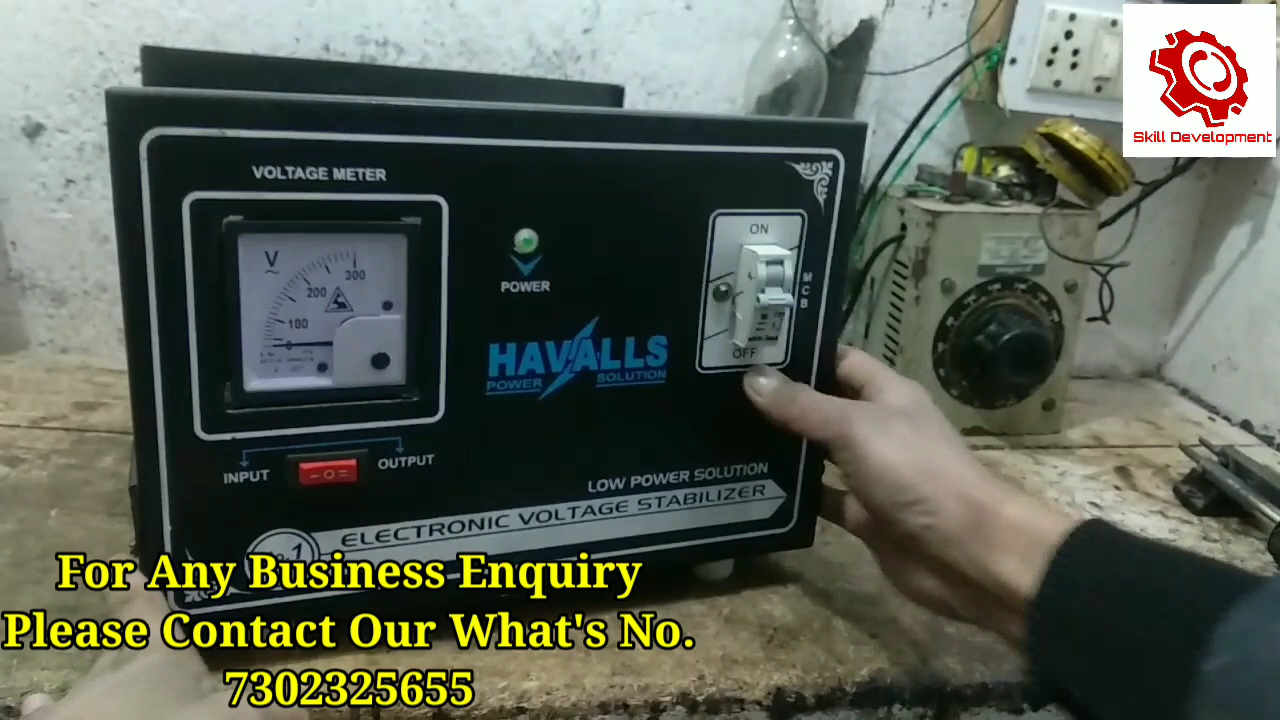 Skill Development
VOLTAGE METER
V
300
200
100
0
POWER
ON
MCB
OFF
HAVALLS
POWER SOLUTION
INPUT
OUTPUT
LOW POWER SOLUTION
ELECTRONIC VOLTAGE STABILIZER
For Any Business Enquiry
Please Contact Our What's No.
7302325655